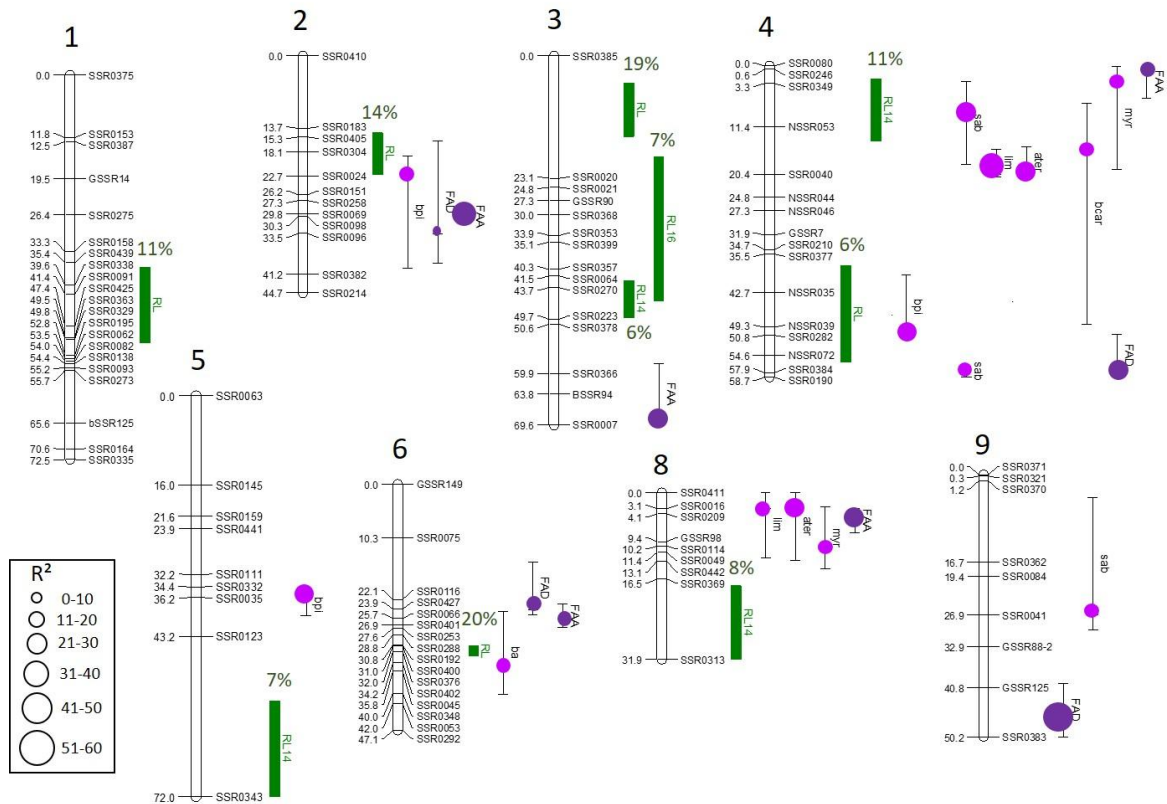 1
0.0 SSR0375
11.8 SSR0153
12.5 SSR0387
19.5 GSSR14
26.4 SSR0275
33.3 SSR0158
35.4 SSR0439
39.6 SSR0338
41.4 SSR0091
47.4 SSR0425
49.5 SSR0363
49.8 SSR0329
52.8 SSR0195
53.5 SSR0062
54.0 SSR0082
54.4 SSR0138
55.2 SSR0093
55.7 SSR0273
65.6 bSSR125
70.6 SSR0164
72.5 SSR0335
11%
RL
2
0.0 SSR0410
13.7 SSR0183
15.3 SSR0405
18.1 SSR0304
22.7 SSR0024
26.2 SSR0151
27.3 SSR0258
29.8 SSR0069
30.3 SSR0098
33.5 SSR0096
41.2 SSR0382
44.7 SSR0214
14%
RL
bpi
FAD
FAA
3
0.0 SSR0385
23.1 SSR0020
24.8 SSR0021
27.3 GSSR90
30.0 SSR0368
33.9 SSR0353
35.1 SSR0399
40.3 SSR0357
41.5 SSR0064
43.7 SSR0270
49.7 SSR0223
50.6 SSR0378
59.9 SSR0366
63.8 BSSR94
69.6 SSR0007
19%
RL
7%
RL16
RL14
6%
FAA
4
0.0 SSR0080
0.6 SSR0246
3.3 SSR0349
11.4 NSSR053
20.4 SSR0040
24.8 NSSR044
27.3 NSSR046
31.9 GSSR7
34.7 SSR0210
35.5 SSR0377
42.7 NSSR035
49.3 NSSR039
50.8 SSR0282
54.6 NSSR072
57.9 SSR0384
58.7 SSR0190
11%
RL14
6%
RL
bpi
sab
sab
lim
ater
bcar
myr
FAA
FAD
5
0.0 SSR0063
16.0 SSR0145
21.6 SSR0159
23.9 SSR0441
32.2 SSR0111
34.4 SSR0332
36.2 SSR0035
43.2 SSR0123
72.0 SSR0343
bpi
7%
RL14
6
0.0 GSSR149
10.3 SSR0075
22.1 SSR0116
23.9 SSR0427
25.7 SSR0066
26.9 SSR0401
27.6 SSR0253
28.8 SSR0288
30.8 SSR0192
31.0 SSR0400
32.0 SSR0376
34.2 SSR0402
35.8 SSR0045
40.0 SSR0348
42.0 SSR0053
47.1 SSR0292
20%
RL
ba
FAD
FAA
8
0.0 SSR0411
3.1 SSR0016
4.1 SSR0209
9.4 GSSR98
10.2 SSR0114
11.4 SSR0049
13.1 SSR0442
16.5 SSR0369
31.9 SSR0313
8%
RL14
lim
ater
myr
FAA
9
0.0 SSR0371
0.3 SSR0321
1.2 SSR0370
16.7 SSR0362
19.4 SSR0084
26.9 SSR0041
32.9 GSSR88-2
40.8 GSSR125
50.2 SSR0383
sab
FAD
R²
0-10
11-20
21-30
31-40
41-50
51-60